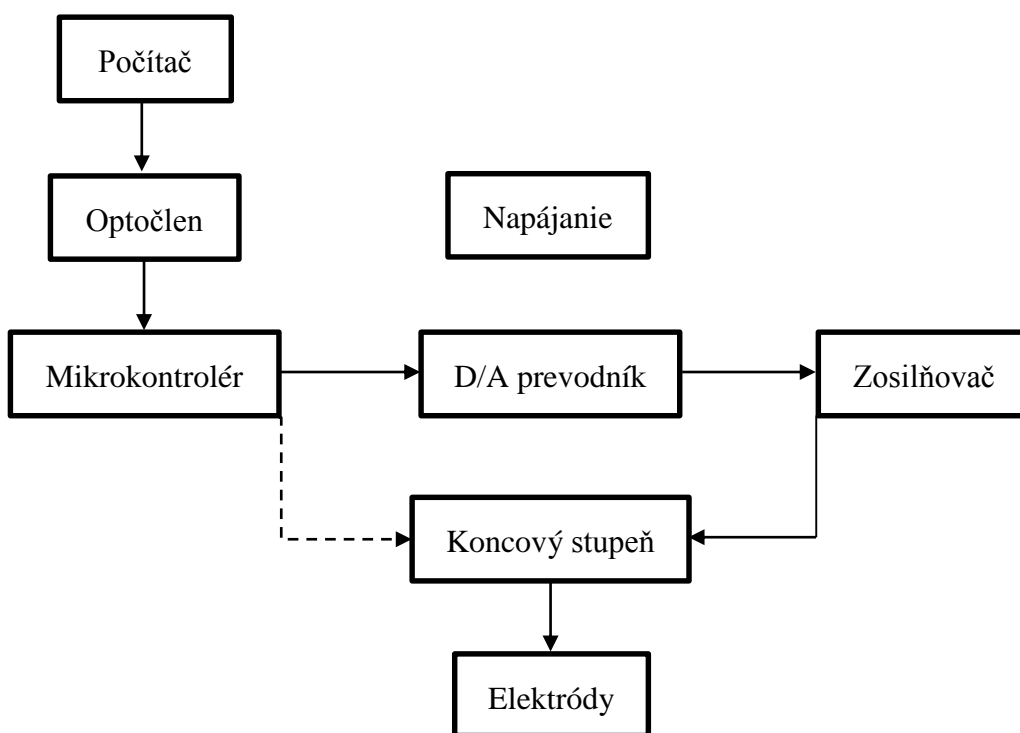 Počítač
Optočlen
Napájanie
Mikrokontrolér
D/A prevodník
Zosilňovač
Koncový stupeň
Elektródy